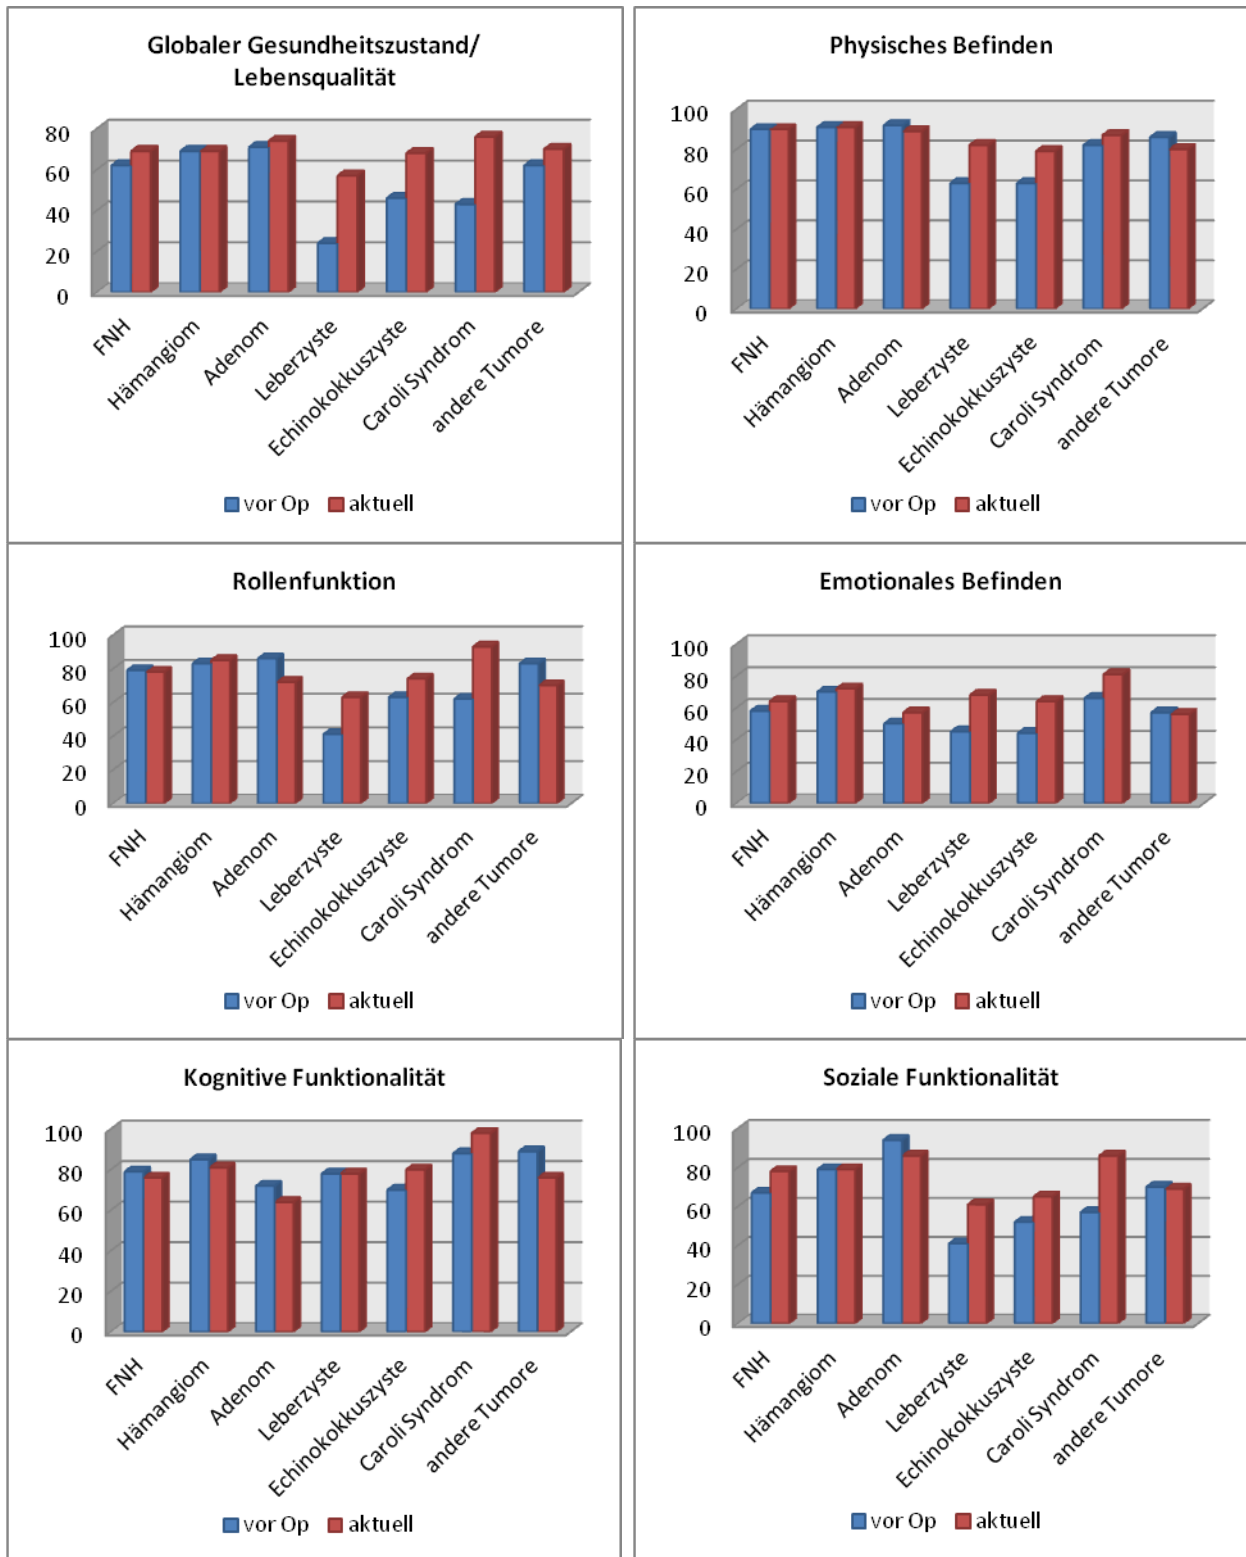 Globaler Gesundheitszustand/
Lebensqualität
80
60
40
20
0
FNH
Hämangiom
Adenom
Leberzyste
Echinokokkuszyste
Caroli Syndrom
andere Tumore
vor Op aktuell
Physisches Befinden
100
80
60
40
20
0
FNH
Hämangiom
Adenom
Leberzyste
Echinokokkuszyste
Caroli Syndrom
andere Tumore
vor Op aktuell
Rollenfunktion
100
80
60
40
20
0
FNH
Hämangiom
Adenom
Leberzyste
Echinokokkuszyste
Caroli Syndrom
andere Tumore
vor Op aktuell
Emotionales Befinden
100
80
60
40
20
0
FNH
Hämangiom
Adenom
Leberzyste
Echinokokkuszyste
Caroli Syndrom
andere Tumore
vor Op aktuell
Kognitive Funktionalität
100
80
60
40
20
0
FNH
Hämangiom
Adenom
Leberzyste
Echinokokkuszyste
Caroli Syndrom
andere Tumore
vor Op aktuell
Soziale Funktionalität
100
80
60
40
20
0
FNH
Hämangiom
Adenom
Leberzyste
Echinokokkuszyste
Caroli Syndrom
andere Tumore
vor Op aktuell